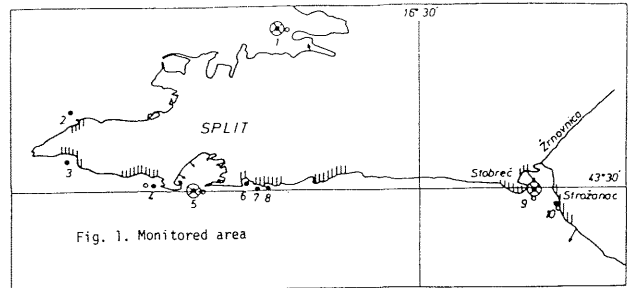 16° 30'
1
2
SPLIT
Žrnovnica
3
Stobreč
43° 30'
4
5
6
7
8
9
10
Stražanac
Fig. 1. Monitored area